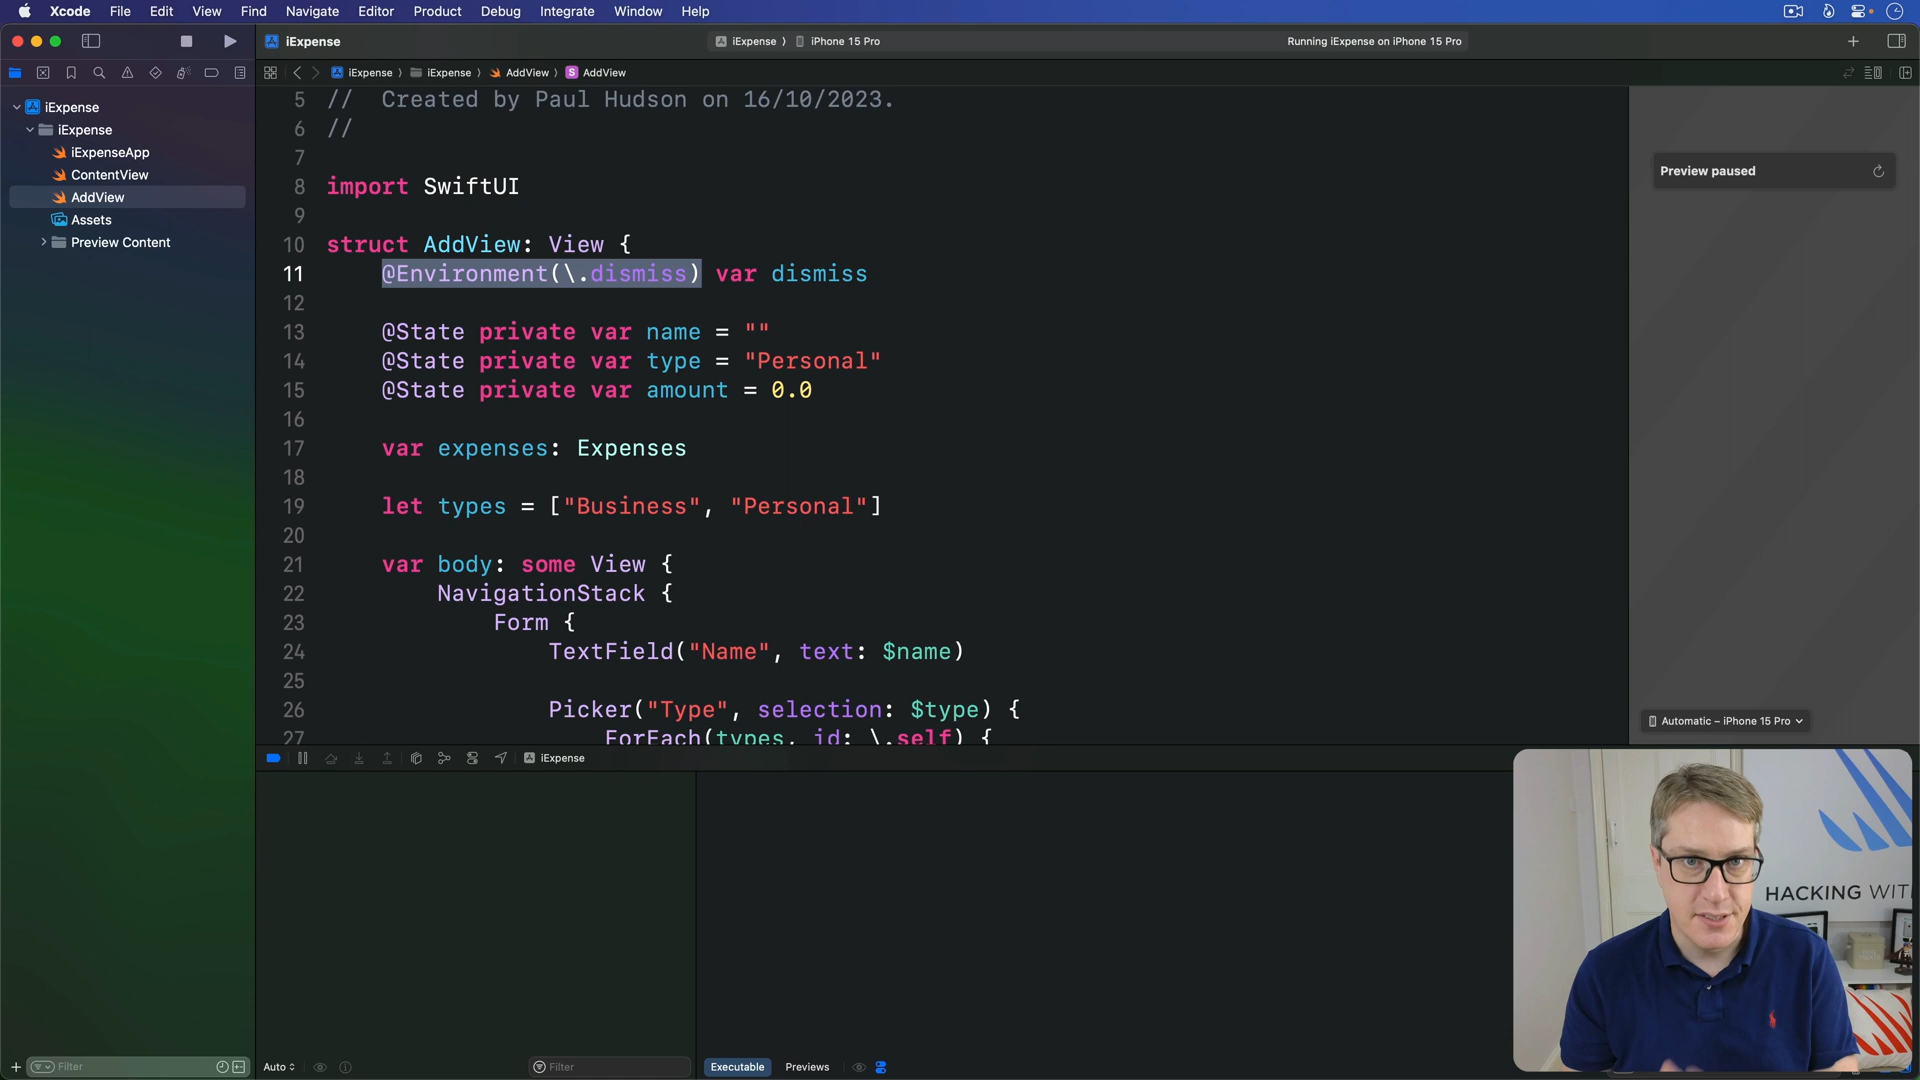 Xcode File Edit View Find Navigate Editor Product Debug Integrate Window Help
iExpense
iExpense 〉 iPhone 15 Pro
Running iExpense on iPhone 15 Pro
iExpense 〉 iExpense 〉 AddView 〉 S AddView
iExpense
iExpense
iExpenseApp
ContentView
AddView
Assets
Preview Content
5 //  Created by Paul Hudson on 16/10/2023.
6 //
7
8 import SwiftUI
9
10 struct AddView: View {
11     @Environment(\.dismiss) var dismiss
12
13     @State private var name = ""
14     @State private var type = "Personal"
15     @State private var amount = 0.0
16
17     var expenses: Expenses
18
19     let types = ["Business", "Personal"]
20
21     var body: some View {
22         NavigationStack {
23             Form {
24                 TextField("Name", text: $name)
25
26                 Picker("Type", selection: $type) {
27                     ForEach(types, id: \.self) {
Preview paused
Automatic – iPhone 15 Pro
iExpense
HACKING WIT
Filter
Auto
Filter
Executable Previews